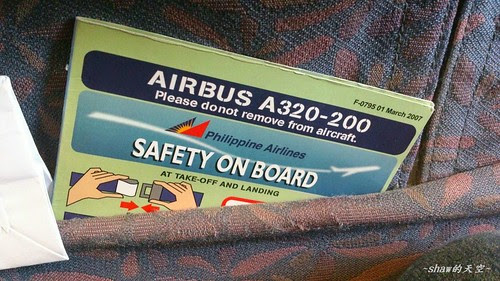 AIRBUS A320-200
F-0795 01 March 2007
Please do not remove from aircraft.
Philippine Airlines
SAFETY ON BOARD
AT TAKE-OFF AND LANDING
-shaw的天空-